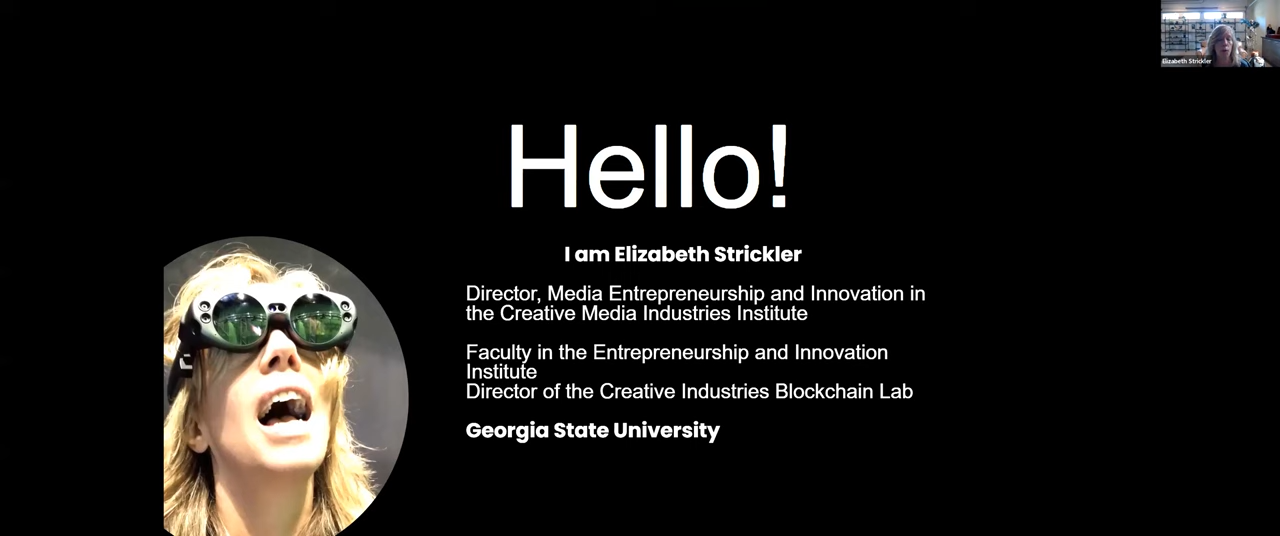 Elizabeth Strickler
Hello!
I am Elizabeth Strickler
Director, Media Entrepreneurship and Innovation in
the Creative Media Industries Institute
Faculty in the Entrepreneurship and Innovation
Institute
Director of the Creative Industries Blockchain Lab
Georgia State University